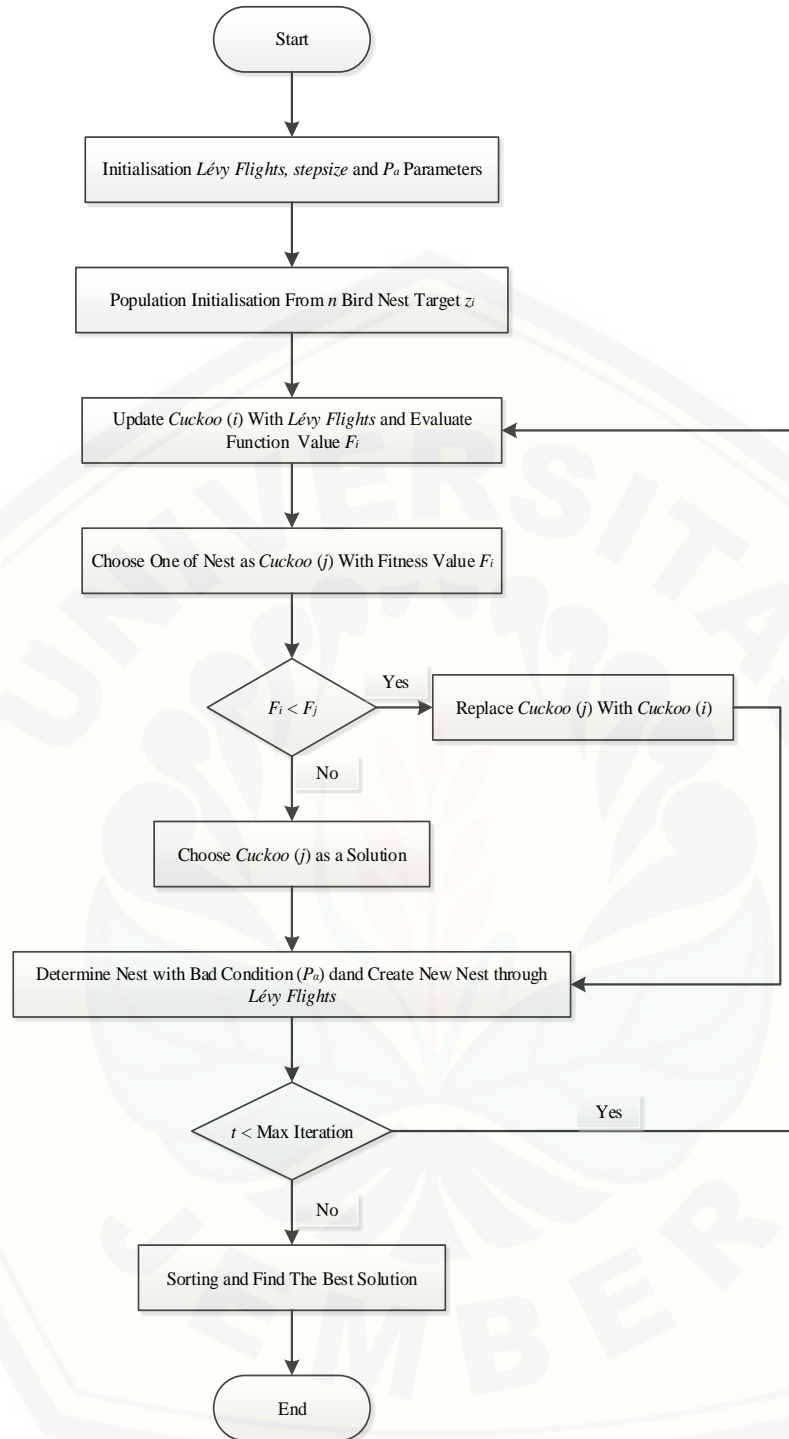 Start
Initialisation Lévy Flights, stepsize and Pa Parameters
Population Initialisation From n Bird Nest Target zi
Update Cuckoo (i) With Lévy Flights and Evaluate
Function Value Fi
Choose One of Nest as Cuckoo (j) With Fitness Value Fi
Fi < Fj
Yes
Replace Cuckoo (j) With Cuckoo (i)
No
Choose Cuckoo (j) as a Solution
Determine Nest with Bad Condition (Pa) dand Create New Nest through
Lévy Flights
t < Max Iteration
Yes
No
Sorting and Find The Best Solution
End
UNIVERSITA
JEMBER